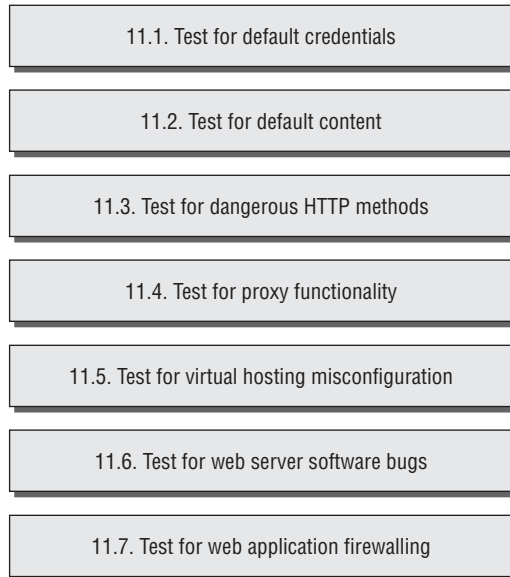 11.1. Test for default credentials
11.2. Test for default content
11.3. Test for dangerous HTTP methods
11.4. Test for proxy functionality
11.5. Test for virtual hosting misconfiguration
11.6. Test for web server software bugs
11.7. Test for web application firewalling